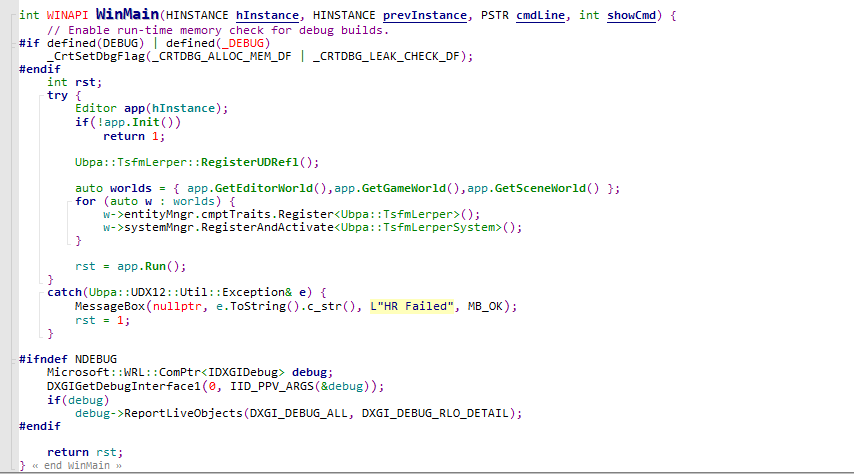 int WINAPI WinMain(HINSTANCE hInstance, HINSTANCE prevInstance, PSTR cmdLine, int showCmd) {
    // Enable run-time memory check for debug builds.
#if defined(DEBUG) | defined(_DEBUG)
    _CrtSetDbgFlag(_CRTDBG_ALLOC_MEM_DF | _CRTDBG_LEAK_CHECK_DF);
#endif
    int rst;
    try {
        Editor app(hInstance);
        if(!app.Init())
            return 1;

        Ubpa::TsfmLerper::RegisterUDRefl();

        auto worlds = { app.GetEditorWorld(),app.GetGameWorld(),app.GetSceneWorld() };
        for (auto w : worlds) {
            w->entityMngr.cmptTraits.Register<Ubpa::TsfmLerper>();
            w->systemMngr.RegisterAndActivate<Ubpa::TsfmLerperSystem>();
        }

        rst = app.Run();
    }
    catch(Ubpa::UDX12::Util::Exception& e) {
        MessageBox(nullptr, e.ToString().c_str(), L"HR Failed", MB_OK);
        rst = 1;
    }

#ifndef NDEBUG
    Microsoft::WRL::ComPtr<IDXGIDebug> debug;
    DXGIGetDebugInterface1(0, IID_PPV_ARGS(&debug));
    if(debug)
        debug->ReportLiveObjects(DXGI_DEBUG_ALL, DXGI_DEBUG_RLO_DETAIL);
#endif

    return rst;
} « end WinMain »